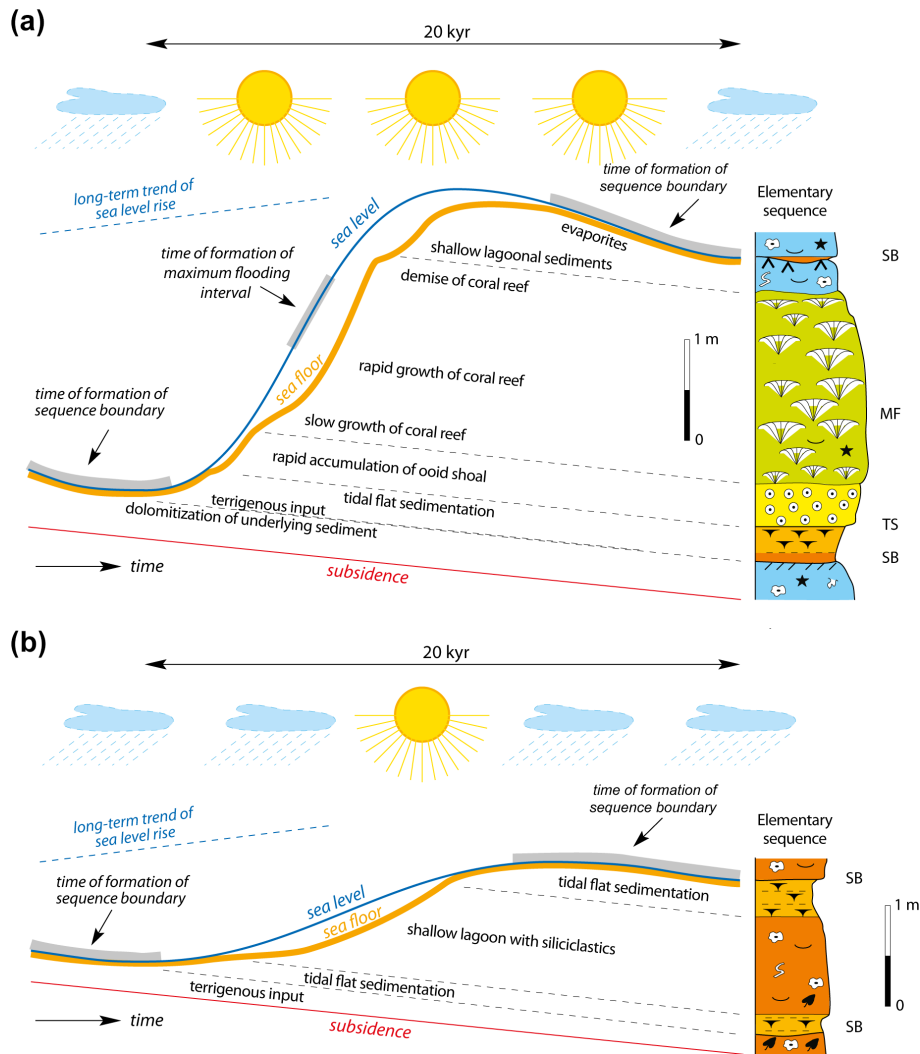 (a)
20 kyr
long-term trend of
sea level rise
sea level
time of formation of
sequence boundary
Elementary
sequence
time of formation of
maximum flooding
interval
evaporites
SB
shallow lagoonal sediments
demise of coral reef
1 m
sea floor
rapid growth of coral reef
time of formation of
sequence boundary
MF
slow growth of coral reef
0
rapid accumulation of ooid shoal
tidal flat sedimentation
terrigenous input
dolomitization of underlying sediment
TS
SB
time
subsidence
(b)
20 kyr
time of formation of
sequence boundary
long-term trend of
sea level rise
Elementary
sequence
time of formation of
sequence boundary
tidal flat sedimentation
SB
sea level
sea floor
1 m
shallow lagoon with siliciclastics
tidal flat sedimentation
terrigenous input
0
time
subsidence
SB